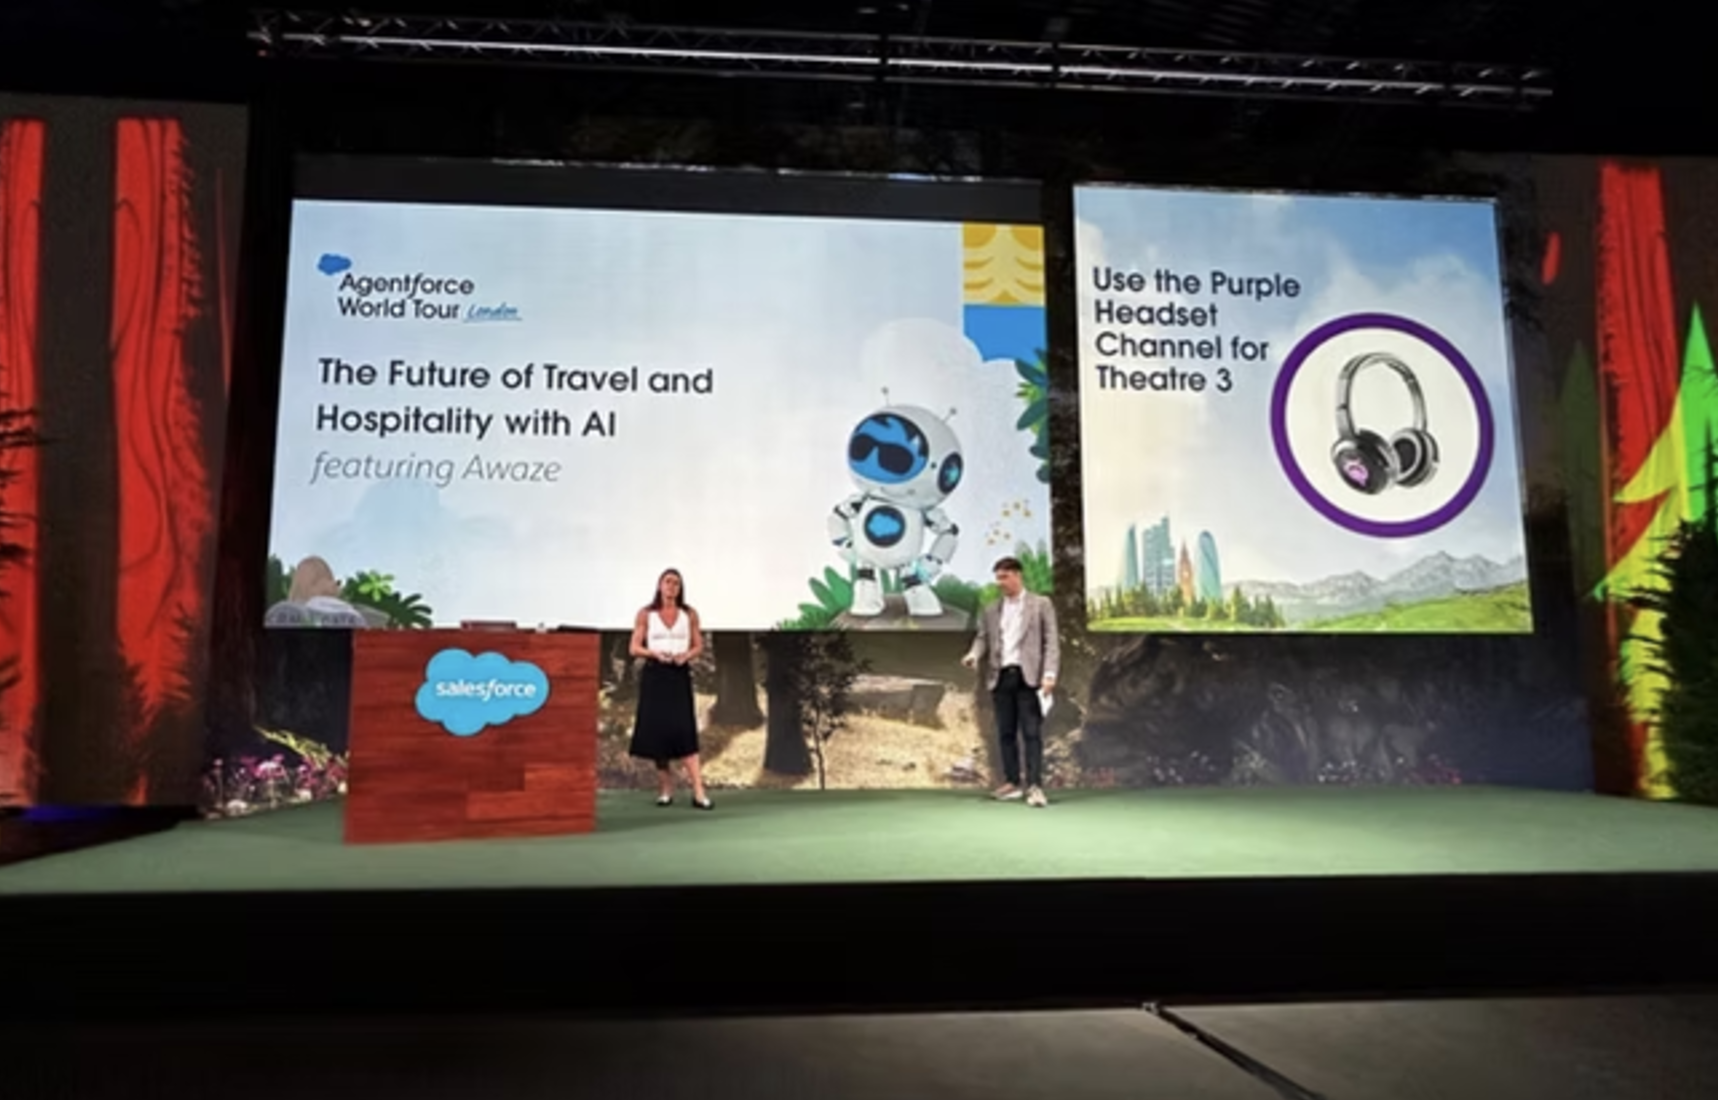 Agentforce
World Tour London
The Future of Travel and
Hospitality with AI
featuring Awaze
Use the Purple
Headset
Channel for
Theatre 3
salesforce